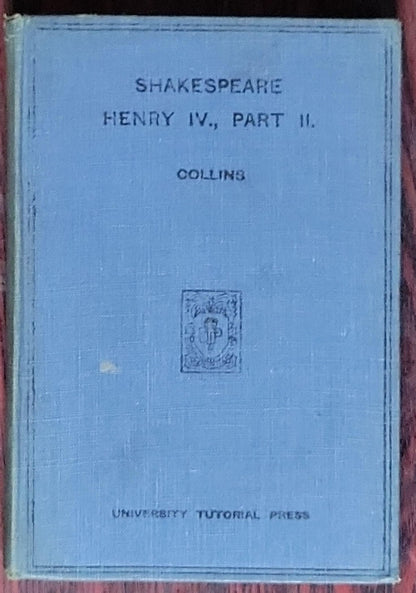 SHAKESPEARE
HENRY IV., PART II.
COLLINS
UNIVERSITY TUTORIAL PRESS